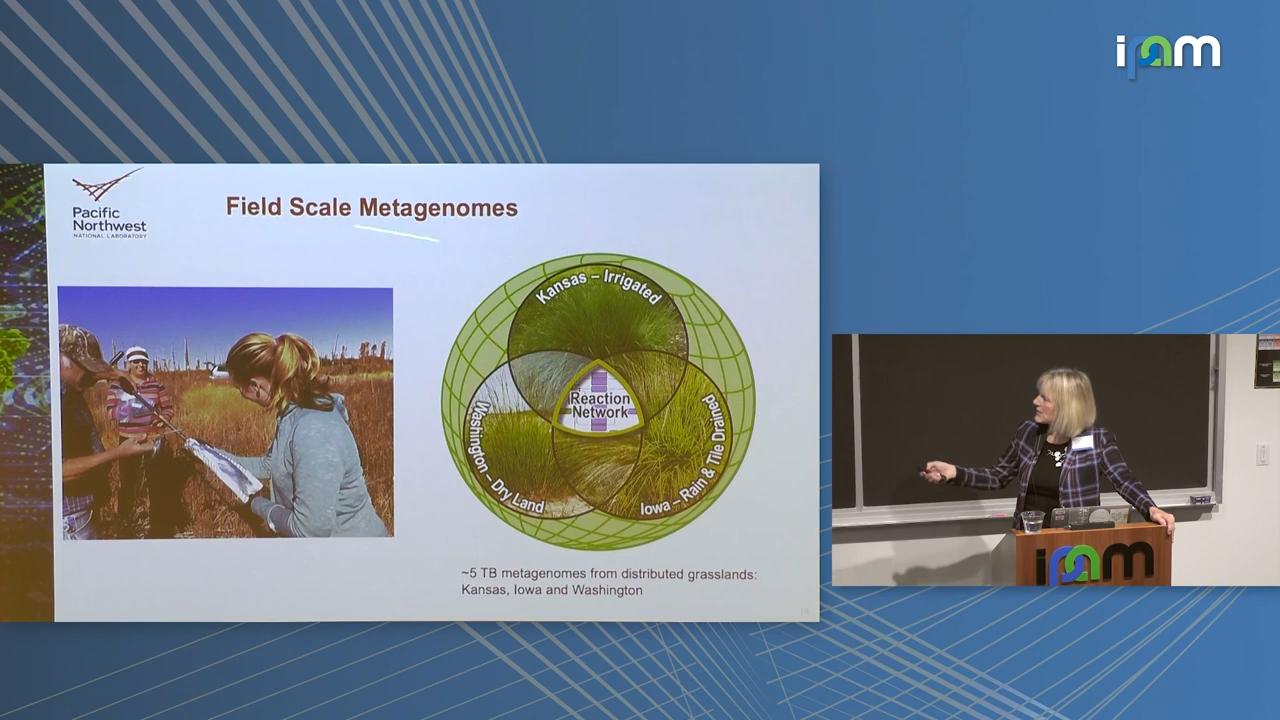 ipam
Pacific
Northwest
NATIONAL LABORATORY
Field Scale Metagenomes
Kansas – Irrigated
Washington – Dry Land
Reaction
Network
Iowa – Rain & Tile Drained
~5 TB metagenomes from distributed grasslands:
Kansas, Iowa and Washington
ipam